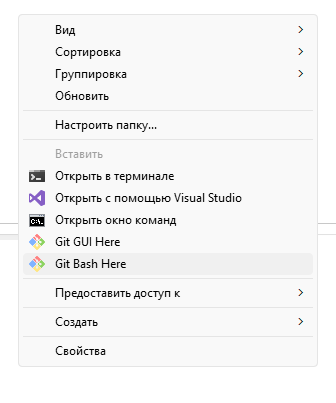 Вид
Сортировка
Группировка
Обновить
Настроить папку...
Вставить
Открыть в терминале
Открыть с помощью Visual Studio
Открыть окно команд
Git GUI Here
Git Bash Here
Предоставить доступ к
Создать
Свойства